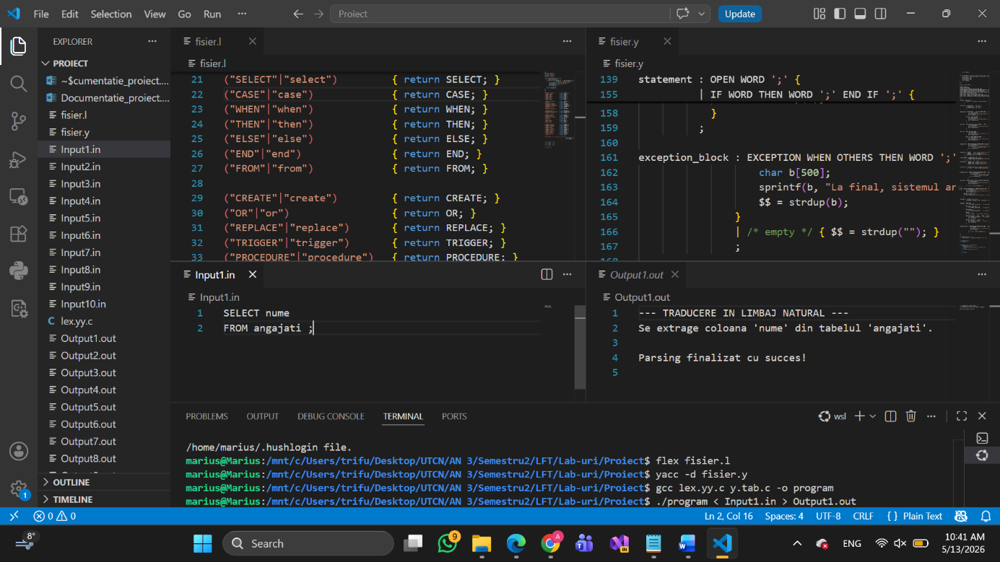 File Edit Selection View Go Run ··· Proiect Update
EXPLORER ···
PROIECT
~$cumentatie_proiect....
Documentatie_proiect....
fisier.l
fisier.y
Input1.in
Input2.in
Input3.in
Input4.in
Input5.in
Input6.in
Input7.in
Input8.in
Input9.in
Input10.in
C lex.yy.c
Output1.out
Output2.out
Output3.out
Output4.out
Output5.out
Output6.out
Output7.out
Output8.out
OUTLINE
TIMELINE
1
fisier.l ···
fisier.l
21 ("SELECT"|"select") { return SELECT; }
22 ("CASE"|"case") { return CASE; }
23 ("WHEN"|"when") { return WHEN; }
24 ("THEN"|"then") { return THEN; }
25 ("ELSE"|"else") { return ELSE; }
26 ("END"|"end") { return END; }
27 ("FROM"|"from") { return FROM; }
28
29 ("CREATE"|"create") { return CREATE; }
30 ("OR"|"or") { return OR; }
31 ("REPLACE"|"replace") { return REPLACE; }
32 ("TRIGGER"|"trigger") { return TRIGGER; }
33 ("PROCEDURE"|"procedure") { return PROCEDURE; }
fisier.y ···
fisier.y
139 statement : OPEN WORD ';' {
155 | IF WORD THEN WORD ';' END IF ';' {
158 }
159 ;
160
161 exception_block : EXCEPTION WHEN OTHERS THEN WORD ';'
162 char b[500];
163 sprintf(b, "La final, sistemul ar
164 $$ = strdup(b);
165 }
166 | /* empty */ { $$ = strdup(""); }
167 ;
168
Input1.in ···
Input1.in
1 SELECT nume
2 FROM angajati ;
Output1.out ···
Output1.out
1 --- TRADUCERE IN LIMBAJ NATURAL ---
2 Se extrage coloana 'nume' din tabelul 'angajati'.
3
4 Parsing finalizat cu succes!
5
PROBLEMS OUTPUT DEBUG CONSOLE TERMINAL PORTS wsl ···
/home/marius/.hushlogin file.
marius@Marius:/mnt/c/Users/trifu/Desktop/UTCN/AN 3/Semestru2/LFT/Lab-uri/Proiect$ flex fisier.l
marius@Marius:/mnt/c/Users/trifu/Desktop/UTCN/AN 3/Semestru2/LFT/Lab-uri/Proiect$ yacc -d fisier.y
marius@Marius:/mnt/c/Users/trifu/Desktop/UTCN/AN 3/Semestru2/LFT/Lab-uri/Proiect$ gcc lex.yy.c y.tab.c -o program
marius@Marius:/mnt/c/Users/trifu/Desktop/UTCN/AN 3/Semestru2/LFT/Lab-uri/Proiect$ ./program < Input1.in > Output1.out
0 0 Ln 2, Col 16 Spaces: 4 UTF-8 CRLF { } Plain Text
8° Search 9 A ENG 10:41 AM
5/13/2026